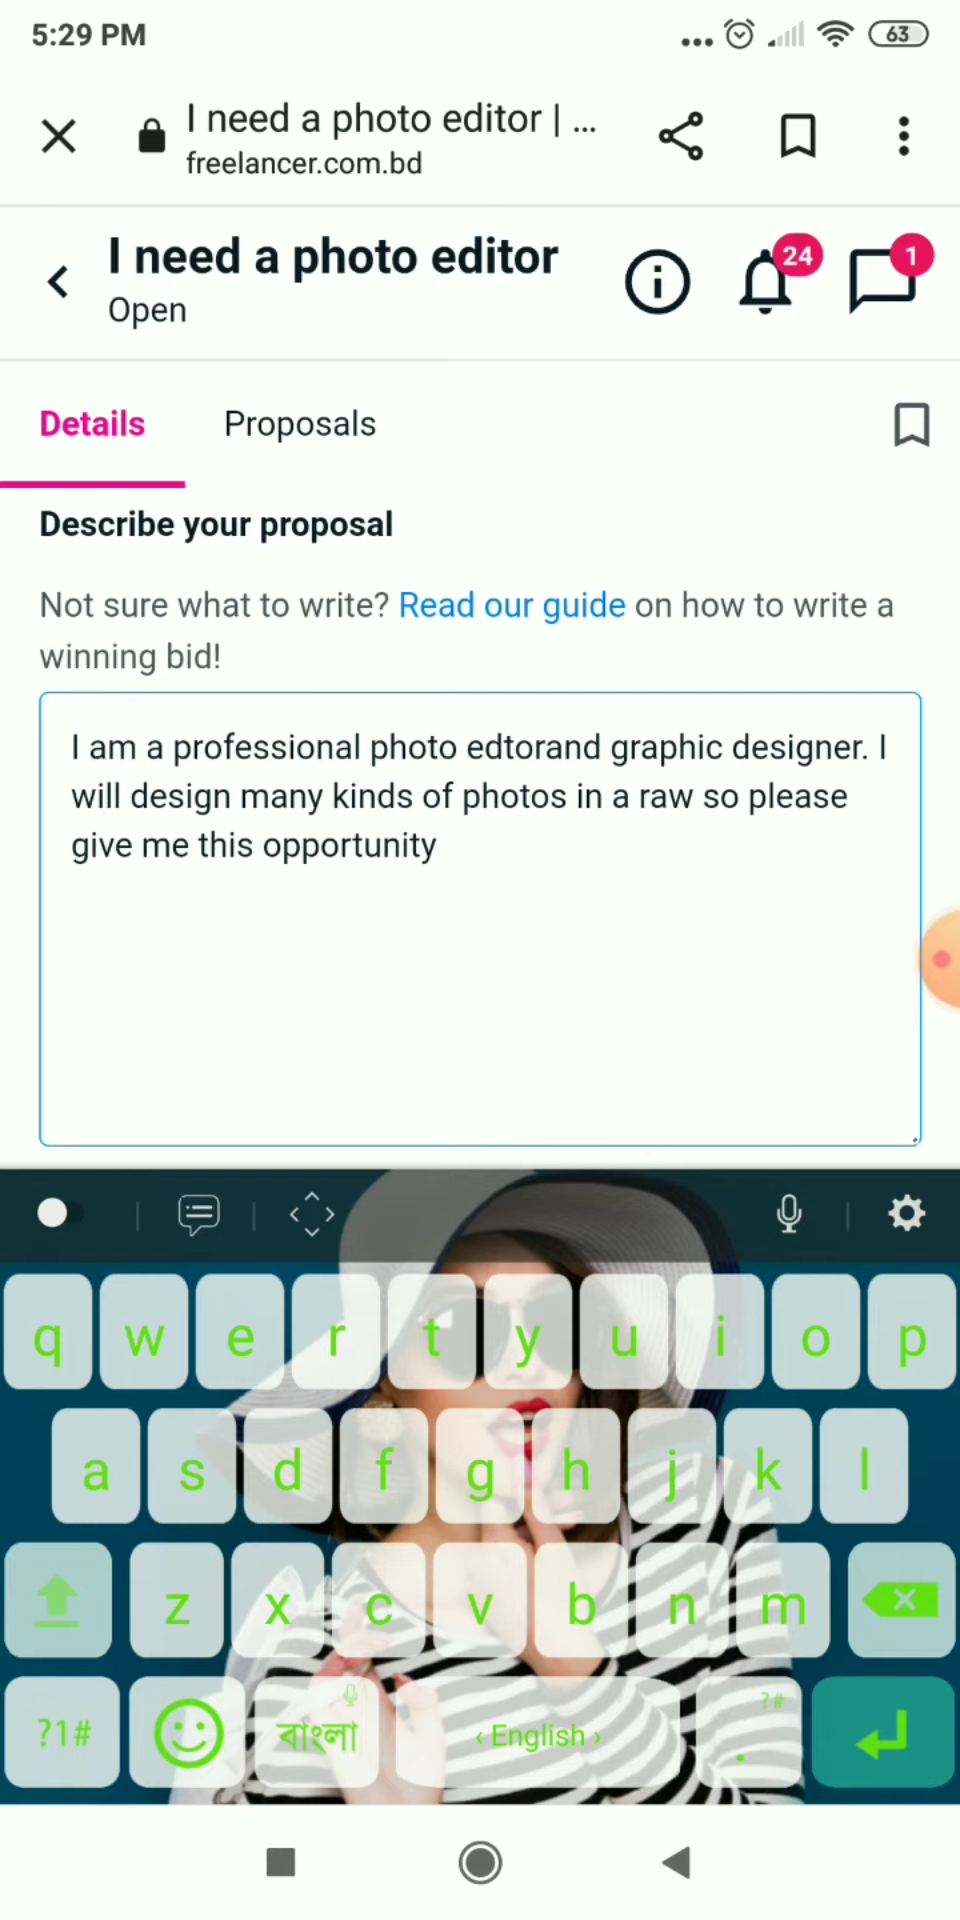 5:29 PM
63
I need a photo editor | ...
freelancer.com.bd
I need a photo editor
Open
24
1
Details
Proposals
Describe your proposal
Not sure what to write? Read our guide on how to write a
winning bid!
I am a professional photo edtorand graphic designer. I
will design many kinds of photos in a raw so please
give me this opportunity
q w e r t y u i o p
a s d f g h j k l
z x c v b n m
?1# বাংলা ‹ English › . ?#